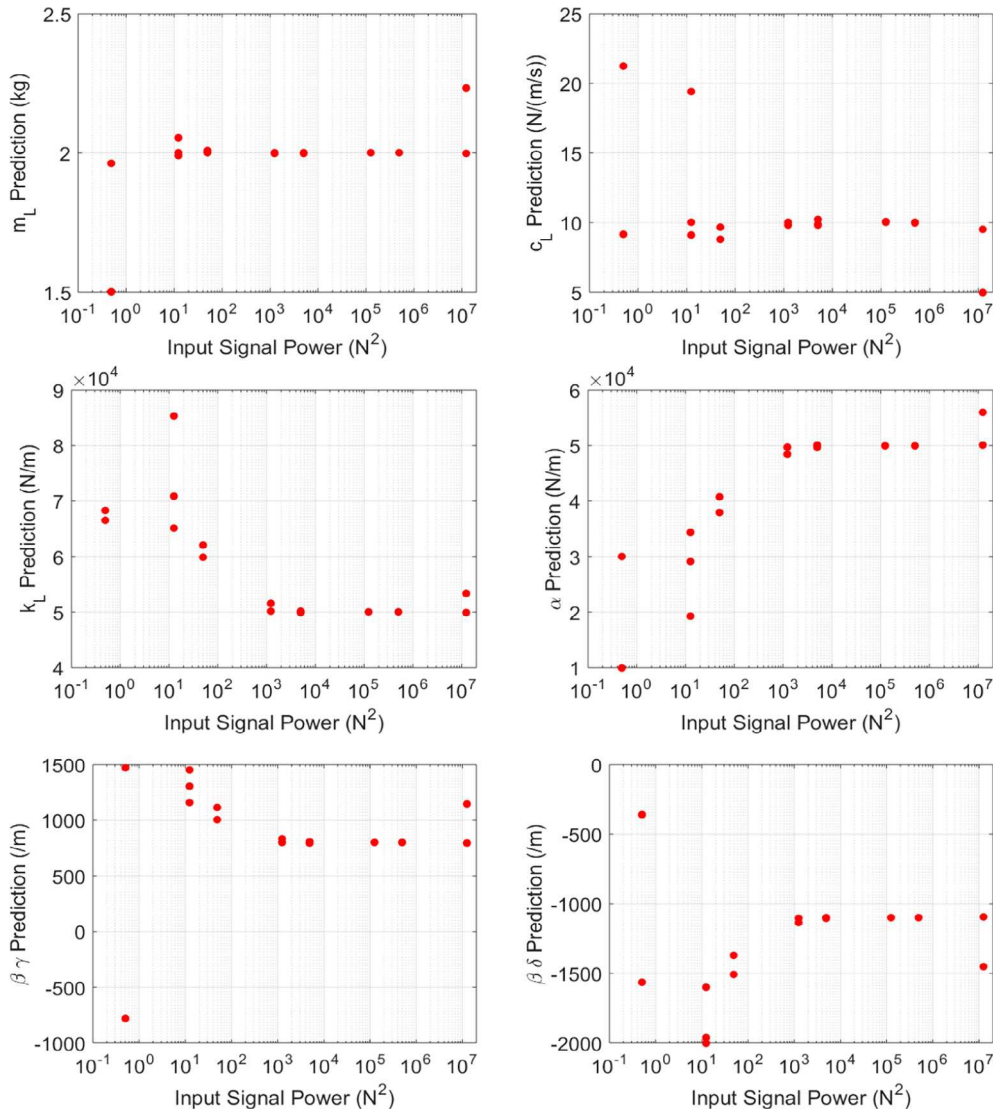 2.5
2
1.5
m_L Prediction (kg)
10^-1 10^0 10^1 10^2 10^3 10^4 10^5 10^6 10^7
Input Signal Power (N^2)
25
20
15
10
5
c_L Prediction (N/(m/s))
10^-1 10^0 10^1 10^2 10^3 10^4 10^5 10^6 10^7
Input Signal Power (N^2)
×10^4
9
8
7
6
5
4
k_L Prediction (N/m)
10^-1 10^0 10^1 10^2 10^3 10^4 10^5 10^6 10^7
Input Signal Power (N^2)
×10^4
6
5
4
3
2
1
α Prediction (N/m)
10^-1 10^0 10^1 10^2 10^3 10^4 10^5 10^6 10^7
Input Signal Power (N^2)
1500
1000
500
0
-500
-1000
β γ Prediction (/m)
10^-1 10^0 10^1 10^2 10^3 10^4 10^5 10^6 10^7
Input Signal Power (N^2)
0
-500
-1000
-1500
-2000
β δ Prediction (/m)
10^-1 10^0 10^1 10^2 10^3 10^4 10^5 10^6 10^7
Input Signal Power (N^2)